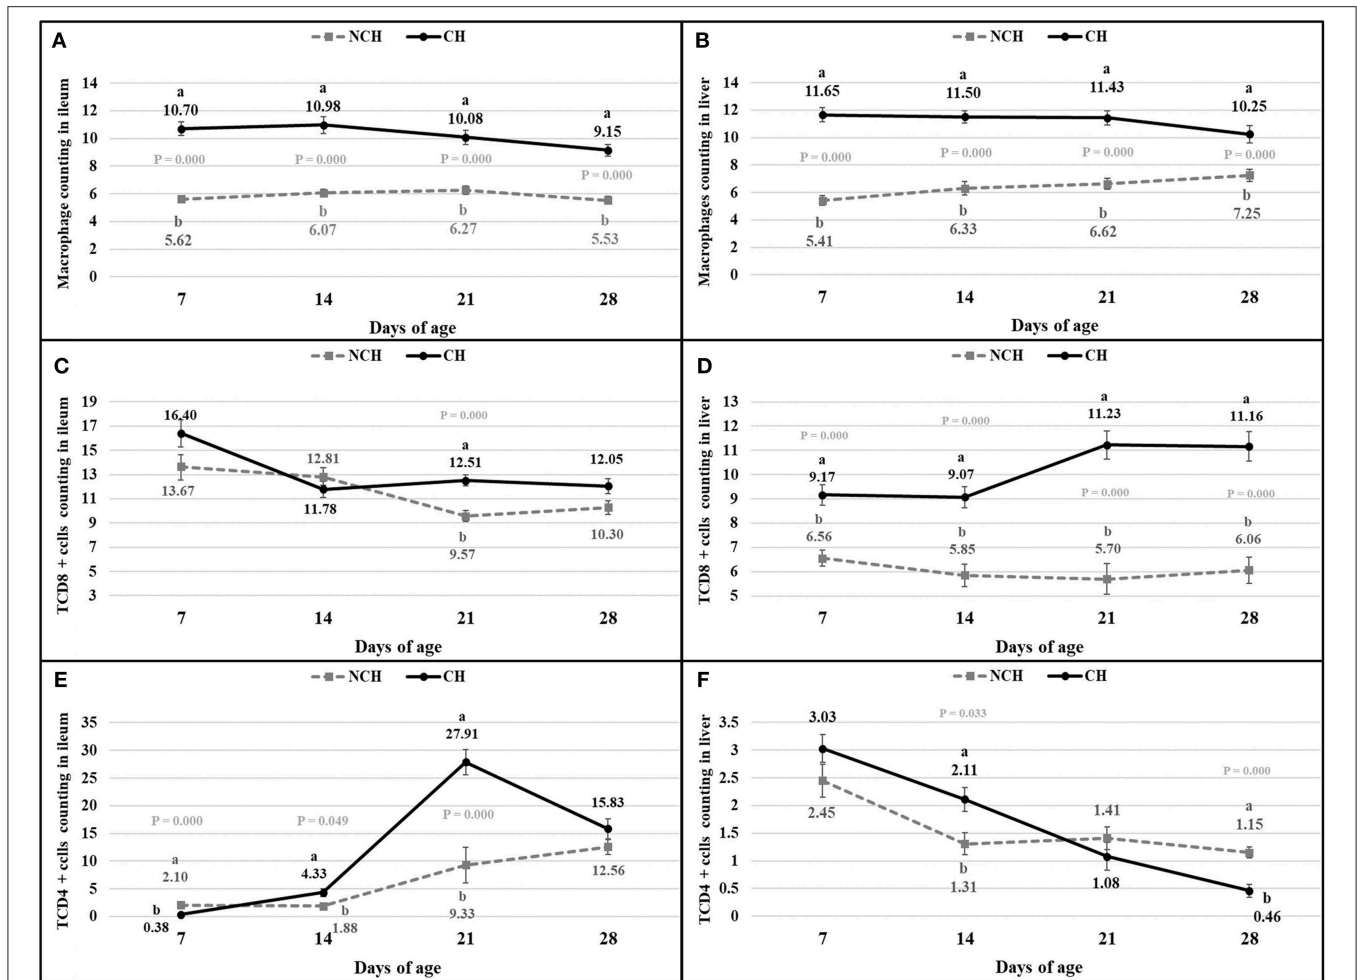 A
NCH CH
Macrophage counting in ileum
14
12
10
8
6
4
2
0
a a a a
10.70 10.98 10.08 9.15
P = 0.000 P = 0.000 P = 0.000 P = 0.000
b b b b
5.62 6.07 6.27 5.53
7 14 21 28
Days of age
B
NCH CH
Macrophages counting in liver
14
12
10
8
6
4
2
0
a a a a
11.65 11.50 11.43 10.25
P = 0.000 P = 0.000 P = 0.000 P = 0.000
b b b b
5.41 6.33 6.62 7.25
7 14 21 28
Days of age
C
NCH CH
TCD8 + cclls counting in ileum
19
17
15
13
11
9
7
5
3
P = 0.000
a
16.40 12.81 12.51 12.05
13.67 11.78
b
9.57 10.30
7 14 21 28
Days of age
D
NCH CH
TCD8 + cclls counting in liver
13
12
11
10
9
8
7
6
5
P = 0.000 P = 0.000
a a a a
9.17 9.07 11.23 11.16
P = 0.000 P = 0.000
b b b b
6.56 5.85 5.70 6.06
7 14 21 28
Days of age
E
NCH CH
TCD4 + cclls counting in ileum
35
30
25
20
15
10
5
0
a
27.91
15.83
P = 0.000 P = 0.049 P = 0.000
a a
2.10 4.33
12.56
b b b
0.38 1.88 9.33
7 14 21 28
Days of age
F
NCH CH
TCD4 + cclls counting in liver
3.5
3
2.5
2
1.5
1
0.5
0
3.03
P = 0.033
a
2.11
P = 0.000
a
2.45 1.41 1.15
b
1.31 1.08
b
0.46
7 14 21 28
Days of age